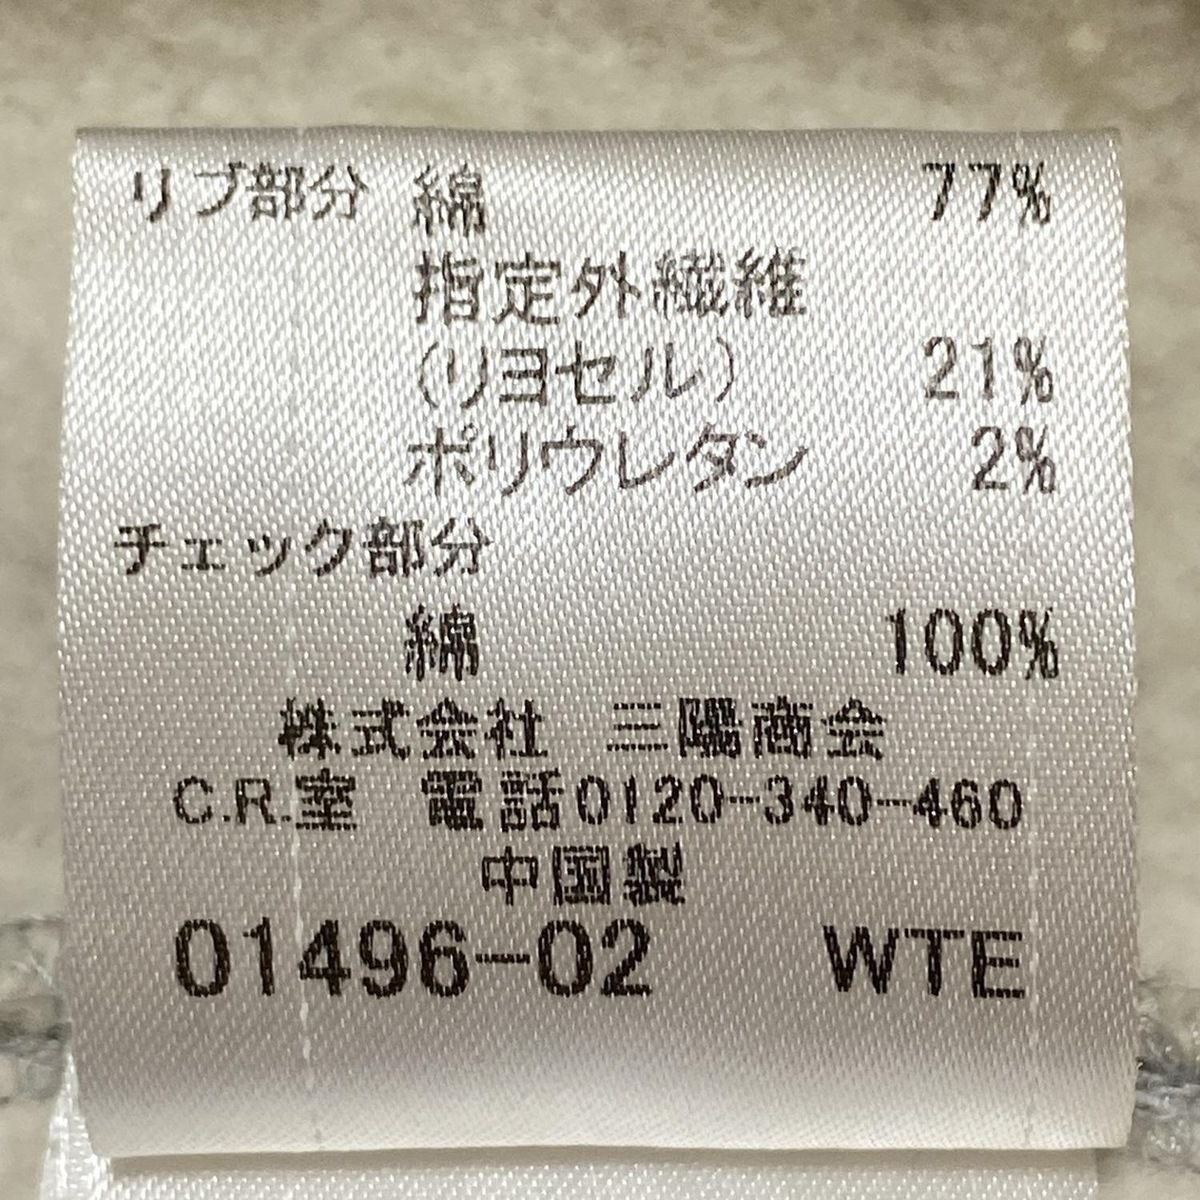 リブ部分 綿 77%
指定外繊維
(リヨセル) 21%
ポリウレタン 2%
チェック部分
綿 100%
株式会社 三陽商会
C.R.室 電話0120-340-460
中国製
01496-02 WTE